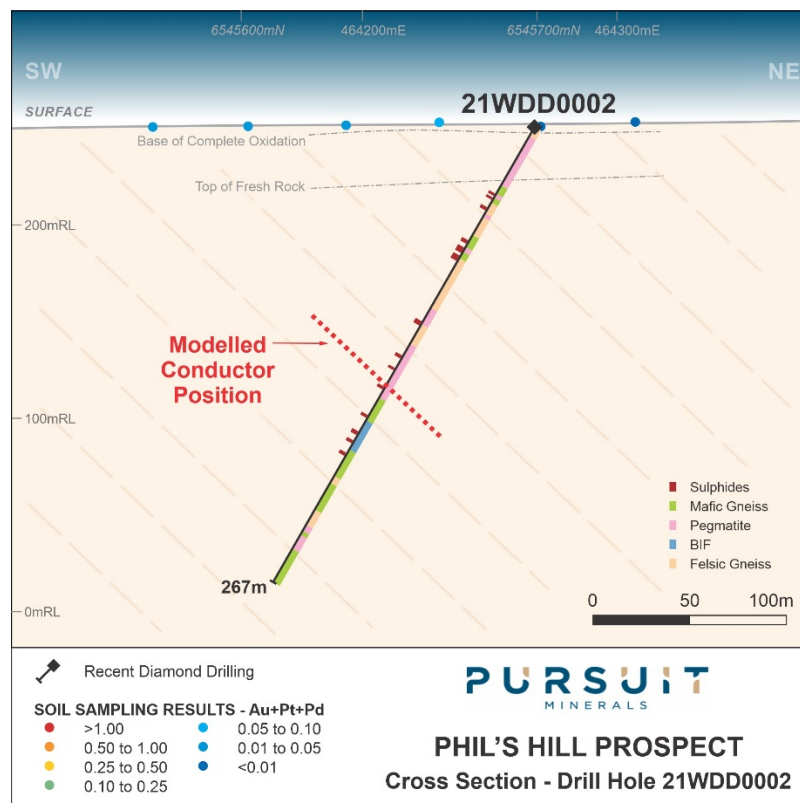 6545600mN 464200mE 6545700mN 464300mE
SW NE
21WDD0002
SURFACE
Base of Complete Oxidation
Top of Fresh Rock
200mRL
Modelled
Conductor
Position
100mRL
Sulphides
Mafic Gneiss
Pegmatite
BIF
Felsic Gneiss
267m
0mRL
0 50 100m
Recent Diamond Drilling
SOIL SAMPLING RESULTS - Au+Pt+Pd
>1.00
0.50 to 1.00
0.25 to 0.50
0.10 to 0.25
0.05 to 0.10
0.01 to 0.05
<0.01
PURSUIT
MINERALS
PHIL'S HILL PROSPECT
Cross Section - Drill Hole 21WDD0002